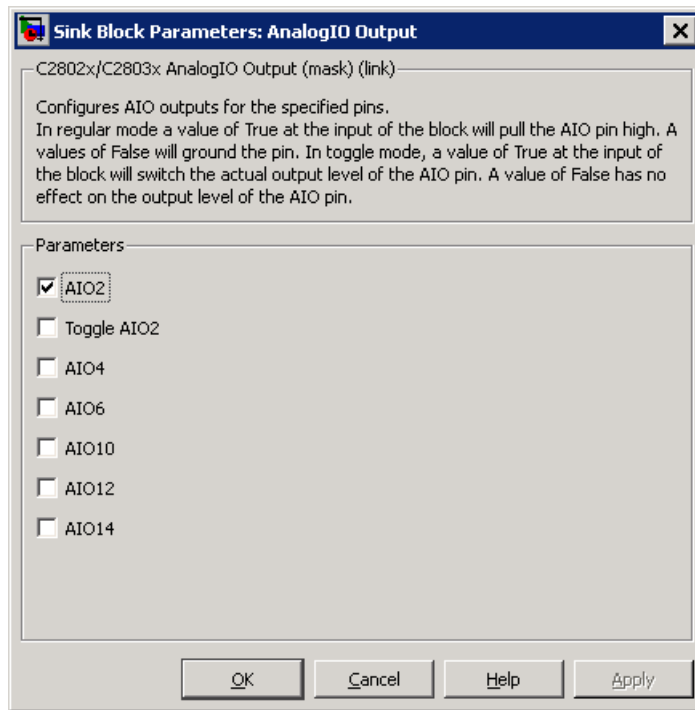 Sink Block Parameters: AnalogIO Output
C2802x/C2803x AnalogIO Output (mask) (link)
Configures AIO outputs for the specified pins.
In regular mode a value of True at the input of the block will pull the AIO pin high. A
values of False will ground the pin. In toggle mode, a value of True at the input of
the block will switch the actual output level of the AIO pin. A value of False has no
effect on the output level of the AIO pin.
Parameters
AIO2
Toggle AIO2
AIO4
AIO6
AIO10
AIO12
AIO14
OK Cancel Help Apply